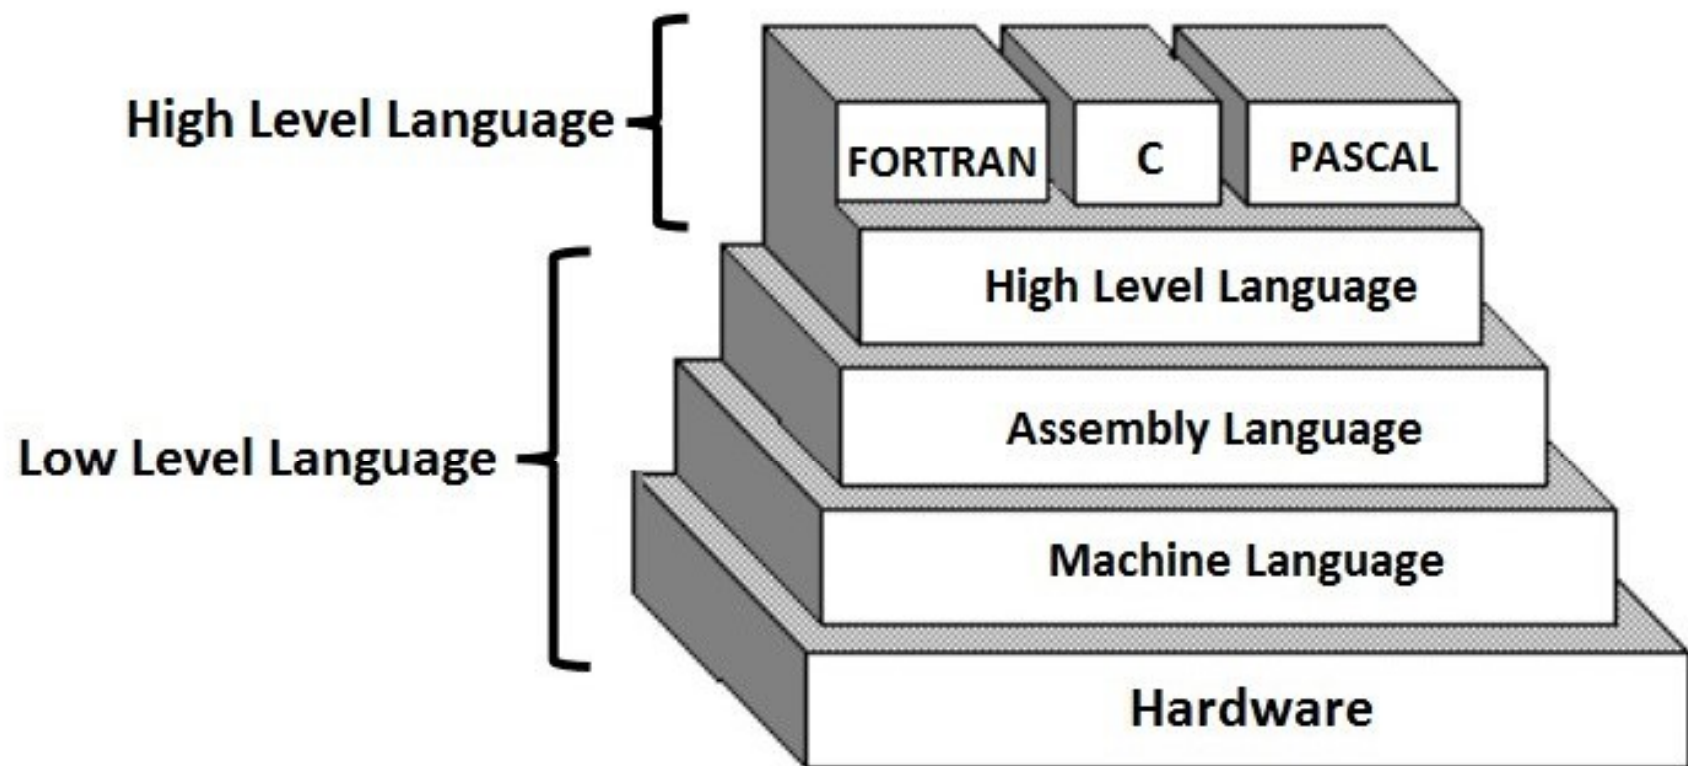 High Level Language
FORTRAN
C
PASCAL
High Level Language
Low Level Language
Assembly Language
Machine Language
Hardware